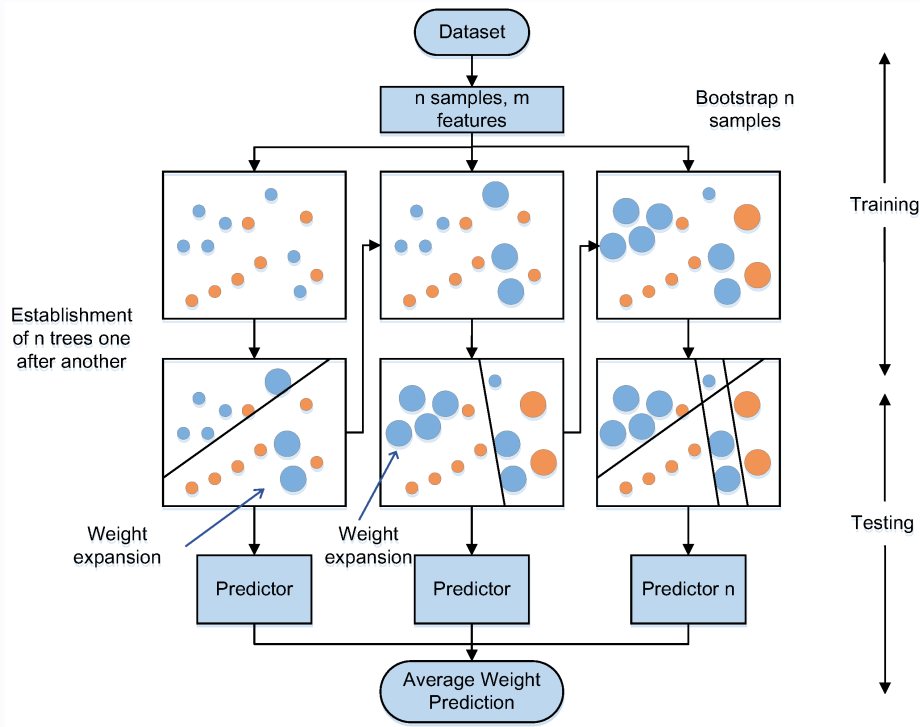 Dataset
n samples, m
features
Bootstrap n
samples
Training
Establishment
of n trees one
after another
Weight
expansion
Weight
expansion
Testing
Predictor
Predictor
Predictor n
Average Weight
Prediction